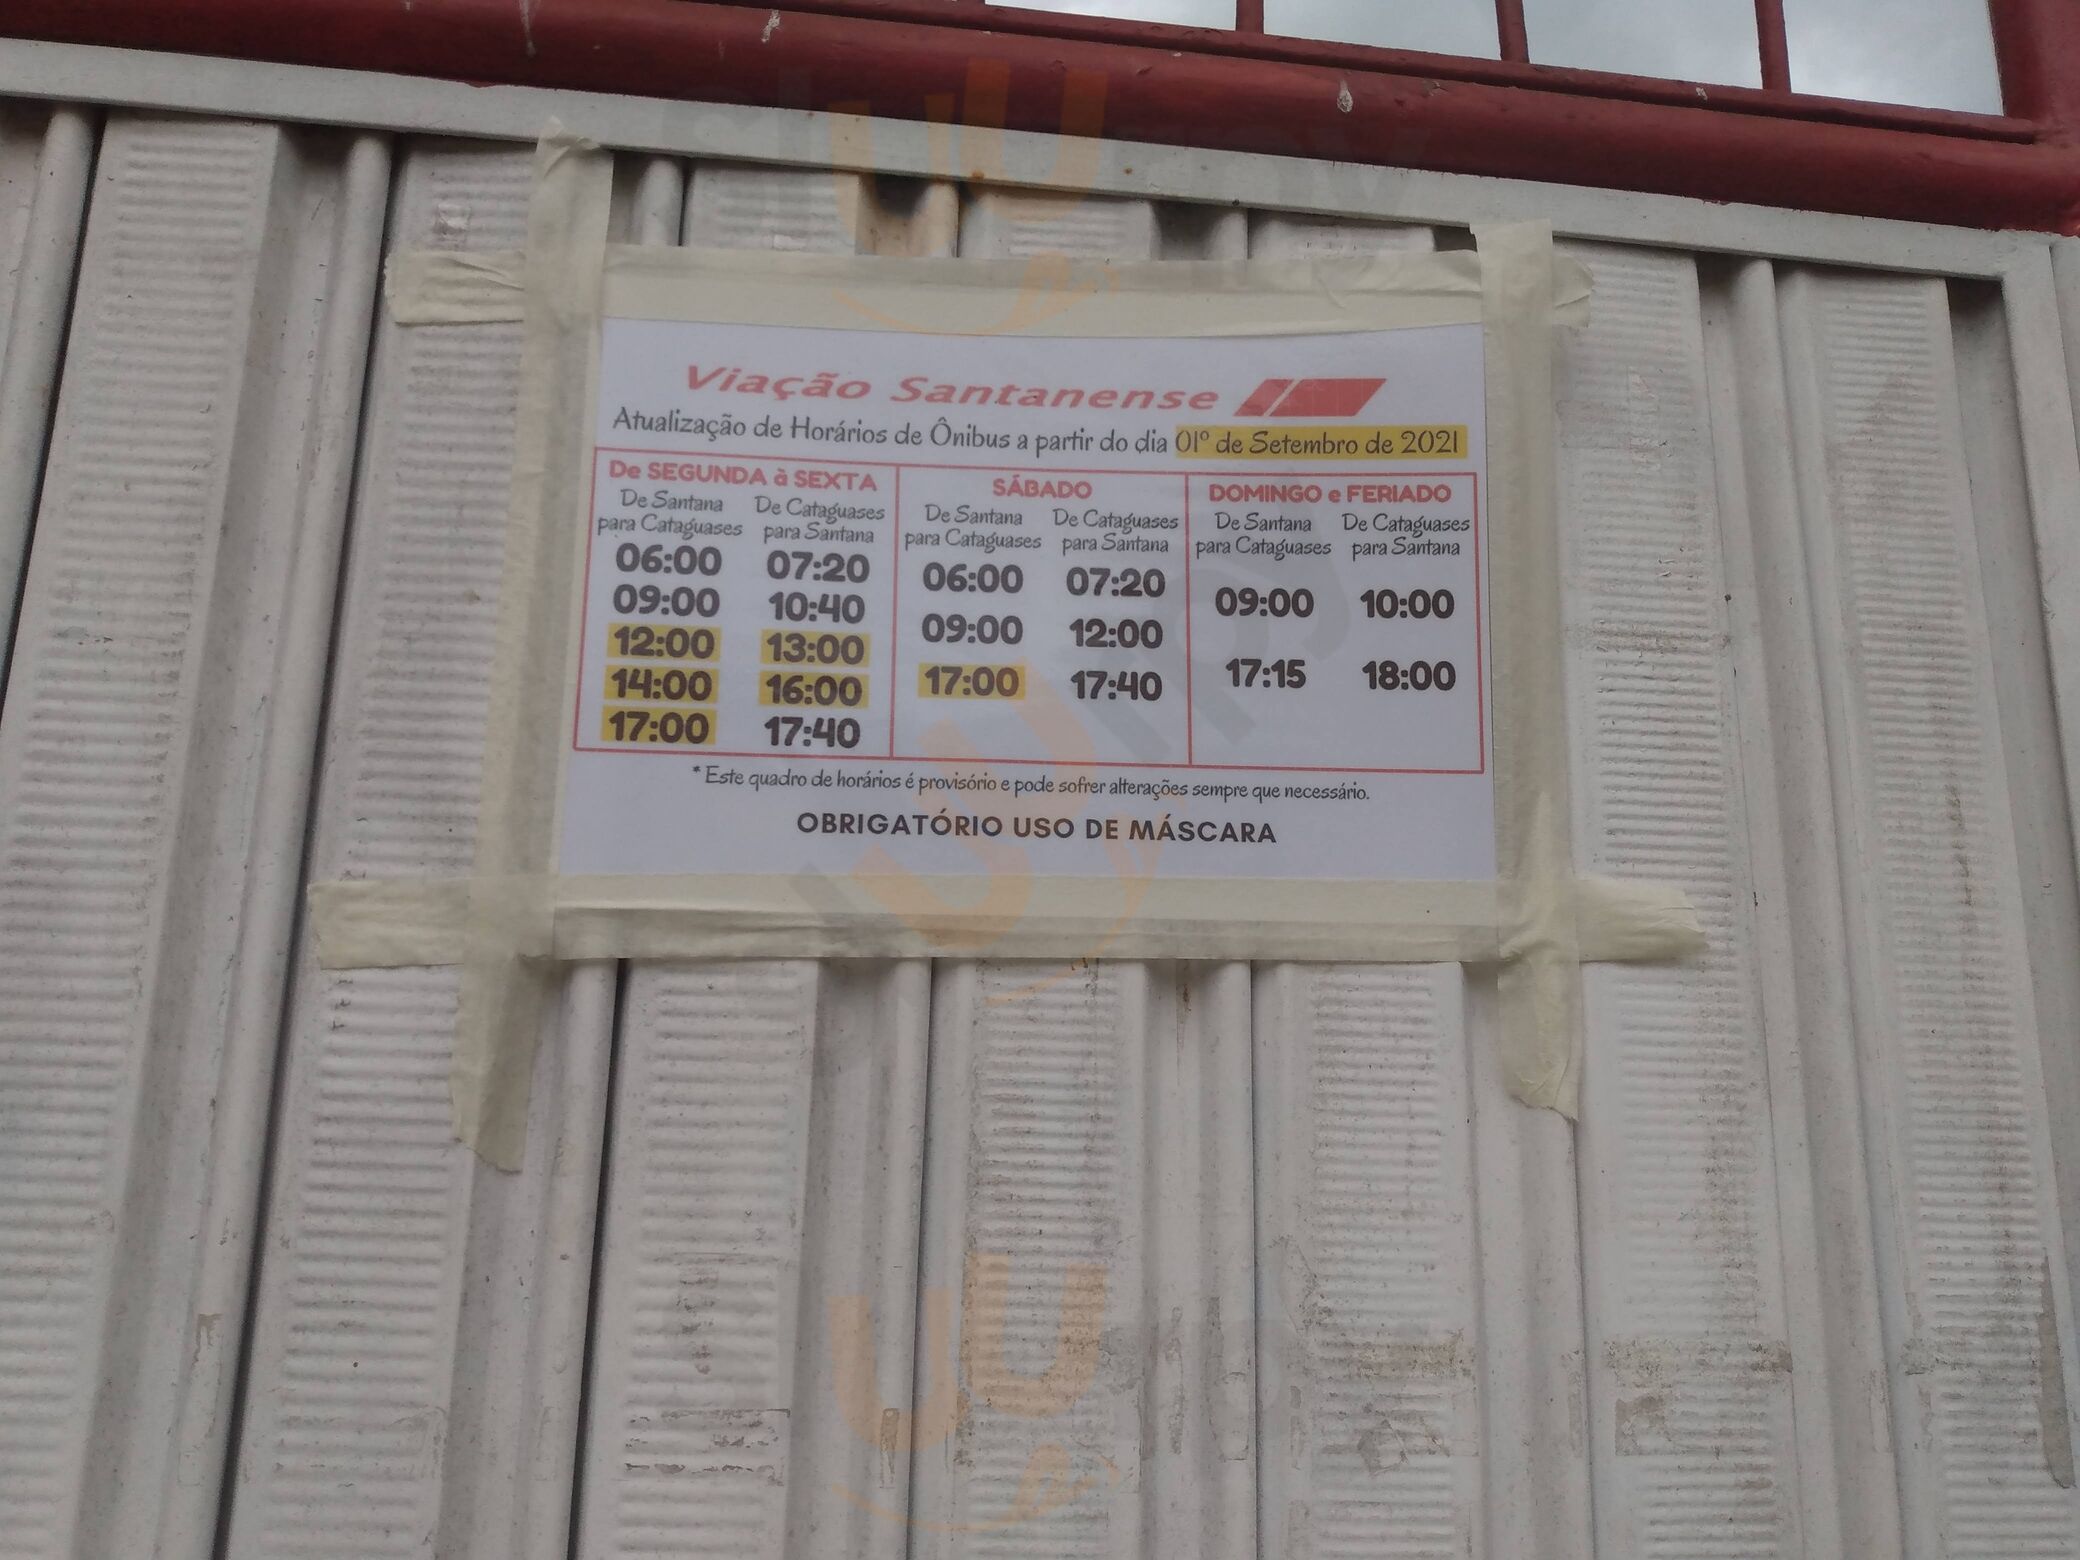 Viação Santanense
Atualização de Horários de Ônibus a partir do dia 01º de Setembro de 2021
De SEGUNDA à SEXTA
De Santana
para Cataguases
De Cataguases
para Santana
06:00 07:20
09:00 10:40
12:00 13:00
14:00 16:00
17:00 17:40
SÁBADO
De Santana
para Cataguases
De Cataguases
para Santana
06:00 07:20
09:00 12:00
17:00 17:40
DOMINGO e FERIADO
De Santana
para Cataguases
De Cataguases
para Santana
09:00 10:00
17:15 18:00
* Este quadro de horários é provisório e pode sofrer alterações sempre que necessário.
OBRIGATÓRIO USO DE MÁSCARA